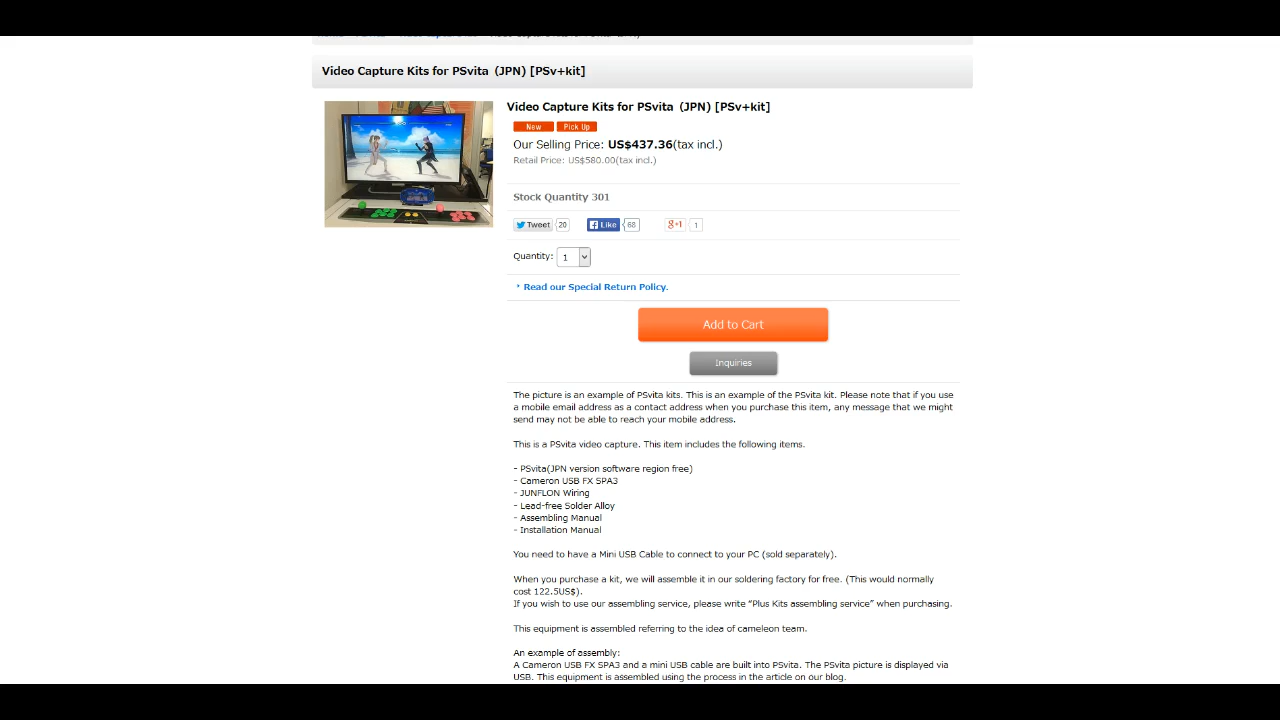 Video Capture Kits for PSvita (JPN) [PSv+kit]
Video Capture Kits for PSvita (JPN) [PSv+kit]
New Pick Up
Our Selling Price: US$437.36(tax incl.)
Retail Price: US$580.00(tax incl.)
Stock Quantity 301
Tweet 20 Like 68 g+1 1
Quantity: 1
Read our Special Return Policy.
Add to Cart
Inquiries
The picture is an example of PSvita kits. This is an example of the PSvita kit. Please note that if you use
a mobile email address as a contact address when you purchase this item, any message that we might
send may not be able to reach your mobile address.
This is a PSvita video capture. This item includes the following items.
- PSvita(JPN version software region free)
- Cameron USB FX SPA3
- JUNFLON Wiring
- Lead-free Solder Alloy
- Assembling Manual
- Installation Manual
You need to have a Mini USB Cable to connect to your PC (sold separately).
When you purchase a kit, we will assemble it in our soldering factory for free. (This would normally
cost 122.5US$).
If you wish to use our assembling service, please write “Plus Kits assembling service” when purchasing.
This equipment is assembled referring to the idea of cameleon team.
An example of assembly:
A Cameron USB FX SPA3 and a mini USB cable are built into PSvita. The PSvita picture is displayed via
USB. This equipment is assembled using the process in the article on our blog.